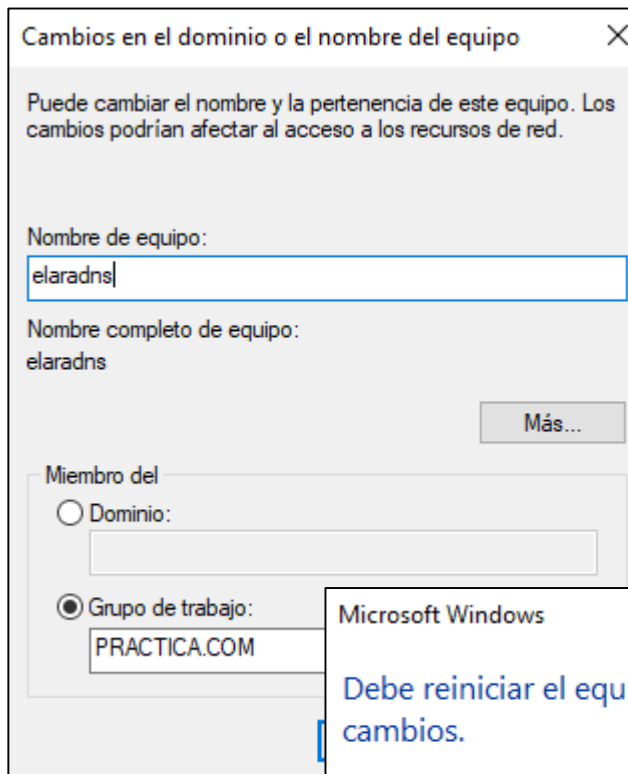 Cambios en el dominio o el nombre del equipo
Puede cambiar el nombre y la pertenencia de este equipo. Los
cambios podrían afectar al acceso a los recursos de red.
Nombre de equipo:
elaradns
Nombre completo de equipo:
elaradns
Más...
Miembro del
Dominio:
Grupo de trabajo:
PRACTICA.COM
Microsoft Windows
Debe reiniciar el equ
cambios.